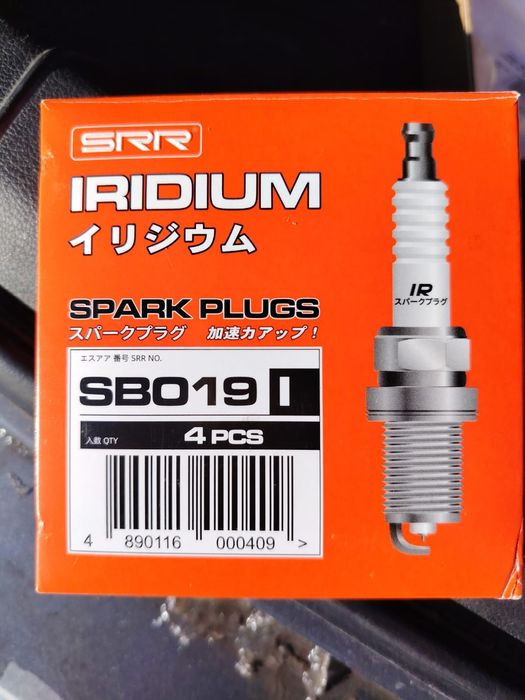 SRR
IRIDIUM
イリジウム
SPARK PLUGS
スパークプラグ 加速力アップ！
エスアア 番号 SRR NO.
SB019 I
入数 QTY 4 PCS
4 890116 000409 >
IR
スパークプラグ